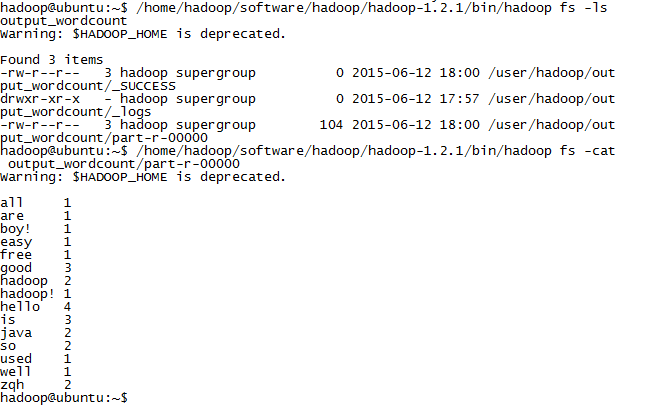 hadoop@ubuntu:~$ /home/hadoop/software/hadoop/hadoop-1.2.1/bin/hadoop fs -ls
output_wordcount
Warning: $HADOOP_HOME is deprecated.
Found 3 items
-rw-r--r--   3 hadoop supergroup          0 2015-06-12 18:00 /user/hadoop/out
put_wordcount/_SUCCESS
drwxr-xr-x   - hadoop supergroup          0 2015-06-12 17:57 /user/hadoop/out
put_wordcount/_logs
-rw-r--r--   3 hadoop supergroup        104 2015-06-12 18:00 /user/hadoop/out
put_wordcount/part-r-00000
hadoop@ubuntu:~$ /home/hadoop/software/hadoop/hadoop-1.2.1/bin/hadoop fs -cat
 output_wordcount/part-r-00000
Warning: $HADOOP_HOME is deprecated.
all     1
are     1
boy!    1
easy    1
free    1
good    3
hadoop  2
hadoop! 1
hello   4
is      3
java    2
so      2
used    1
well    1
zqh     2
hadoop@ubuntu:~$